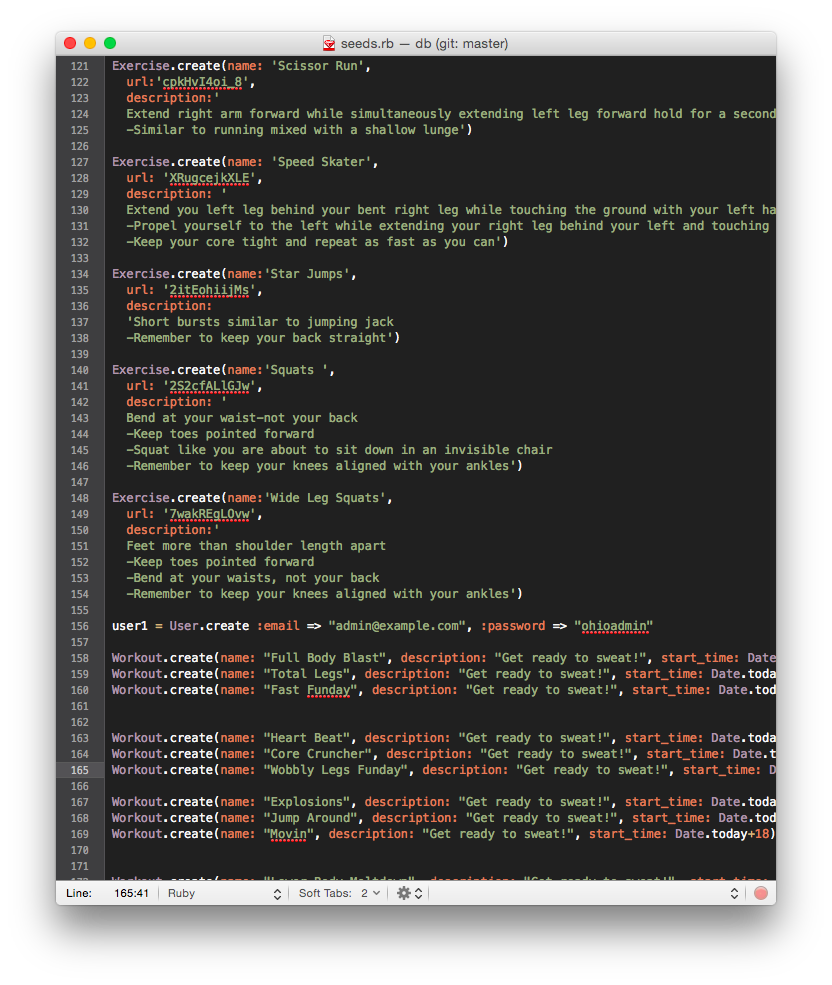 seeds.rb — db (git: master)
121 Exercise.create(name: 'Scissor Run',
122 url:'cpkHvI4oi_8',
123 description:'
124 Extend right arm forward while simultaneously extending left leg forward hold for a second
125 -Similar to running mixed with a shallow lunge')
126
127 Exercise.create(name: 'Speed Skater',
128 url: 'XRugcejkXLE',
129 description: '
130 Extend you left leg behind your bent right leg while touching the ground with your left ha
131 -Propel yourself to the left while extending your right leg behind your left and touching
132 -Keep your core tight and repeat as fast as you can')
133
134 Exercise.create(name:'Star Jumps',
135 url: '2itEohiijMs',
136 description:
137 'Short bursts similar to jumping jack
138 -Remember to keep your back straight')
139
140 Exercise.create(name:'Squats ',
141 url: '2S2cfALlGJw',
142 description: '
143 Bend at your waist-not your back
144 -Keep toes pointed forward
145 -Squat like you are about to sit down in an invisible chair
146 -Remember to keep your knees aligned with your ankles')
147
148 Exercise.create(name:'Wide Leg Squats',
149 url: '7wakREgLOvw',
150 description:'
151 Feet more than shoulder length apart
152 -Keep toes pointed forward
153 -Bend at your waists, not your back
154 -Remember to keep your knees aligned with your ankles')
155
156 user1 = User.create :email => "admin@example.com", :password => "ohioadmin"
157
158 Workout.create(name: "Full Body Blast", description: "Get ready to sweat!", start_time: Date
159 Workout.create(name: "Total Legs", description: "Get ready to sweat!", start_time: Date.toda
160 Workout.create(name: "Fast Funday", description: "Get ready to sweat!", start_time: Date.tod
161
162
163 Workout.create(name: "Heart Beat", description: "Get ready to sweat!", start_time: Date.toda
164 Workout.create(name: "Core Cruncher", description: "Get ready to sweat!", start_time: Date.t
165 Workout.create(name: "Wobbly Legs Funday", description: "Get ready to sweat!", start_time: D
166
167 Workout.create(name: "Explosions", description: "Get ready to sweat!", start_time: Date.toda
168 Workout.create(name: "Jump Around", description: "Get ready to sweat!", start_time: Date.tod
169 Workout.create(name: "Movin", description: "Get ready to sweat!", start_time: Date.today+18)
170
171
Line: 165:41 Ruby Soft Tabs: 2